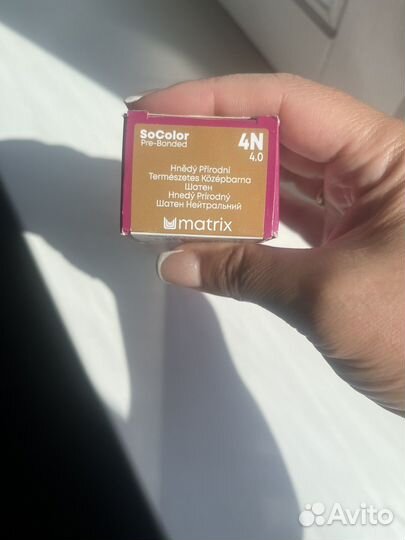 SoColor
Pre-Bonded
4N
4.0
Hnědý Přírodní
Természetes Középbarna
Шатен
Hnedý Prírodný
Шатен Нейтральний
matrix
Avito